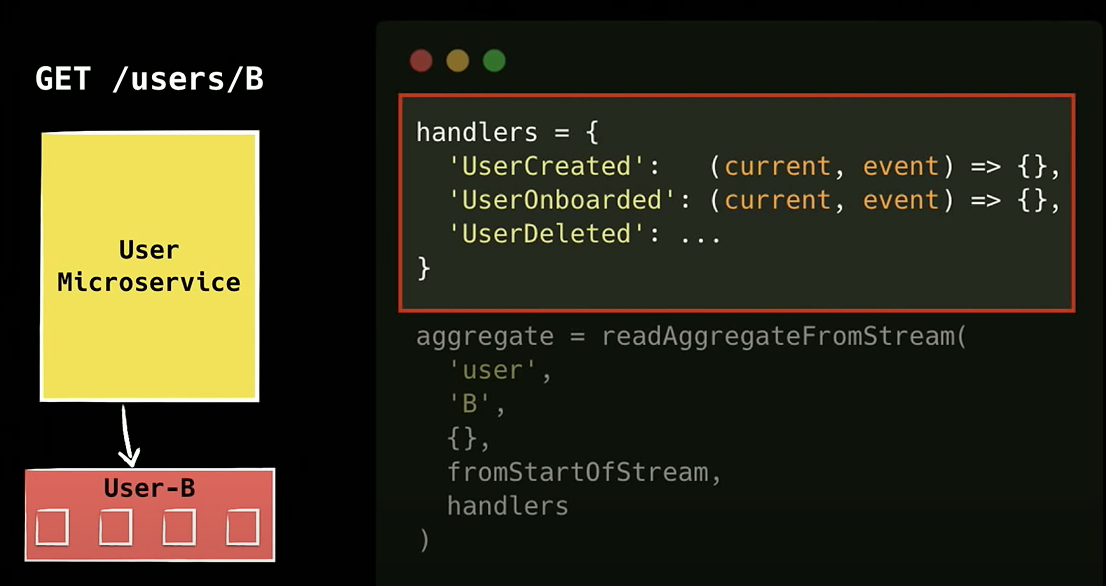 GET /users/B
User
Microservice
User-B
handlers = {
  'UserCreated':   (current, event) => {},
  'UserOnboarded': (current, event) => {},
  'UserDeleted': ...
}
aggregate = readAggregateFromStream(
  'user',
  'B',
  {},
  fromStartOfStream,
  handlers
)